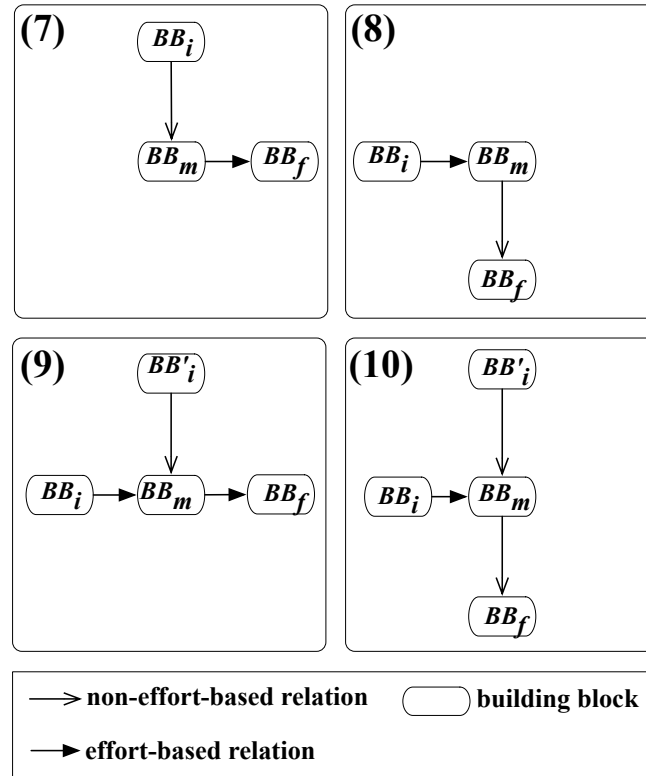 (7)
BB_i
BB_m
BB_f
(8)
BB_i
BB_m
BB_f
(9)
BB'_i
BB_i
BB_m
BB_f
(10)
BB'_i
BB_i
BB_m
BB_f
non-effort-based relation
building block
effort-based relation